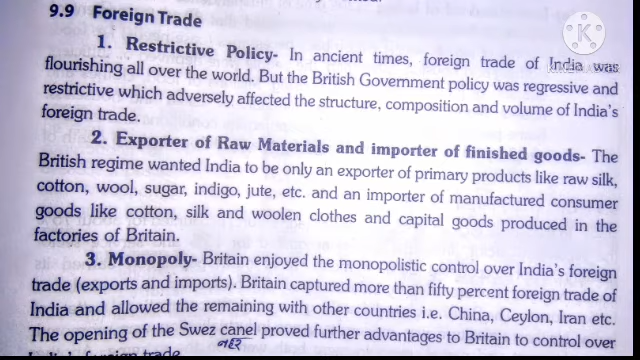 9.9 Foreign Trade
1. Restrictive Policy- In ancient times, foreign trade of India was
flourishing all over the world. But the British Government policy was regressive and
restrictive which adversely affected the structure, composition and volume of India's
foreign trade.
2. Exporter of Raw Materials and importer of finished goods- The
British regime wanted India to be only an exporter of primary products like raw silk,
cotton, wool, sugar, indigo, jute, etc. and an importer of manufactured consumer
goods like cotton, silk and woolen clothes and capital goods produced in the
factories of Britain.
3. Monopoly- Britain enjoyed the monopolistic control over India's foreign
trade (exports and imports). Britain captured more than fifty percent foreign trade of
India and allowed the remaining with other countries i.e. China, Ceylon, Iran etc.
The opening of the Swez canel proved further advantages to Britain to control over
foreign trade